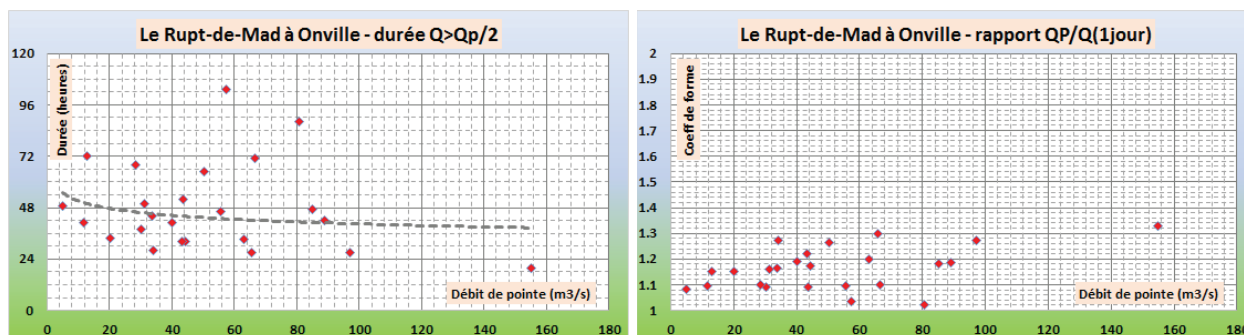 Le Rupt-de-Mad à Onville - durée Q>Qp/2
Durée (heures)
120
96
72
48
24
0
Débit de pointe (m3/s)
0 20 40 60 80 100 120 140 160 180
Le Rupt-de-Mad à Onville - rapport QP/Q(1jour)
Coeff de forme
2
1.9
1.8
1.7
1.6
1.5
1.4
1.3
1.2
1.1
1
Débit de pointe (m3/s)
0 20 40 60 80 100 120 140 160 180